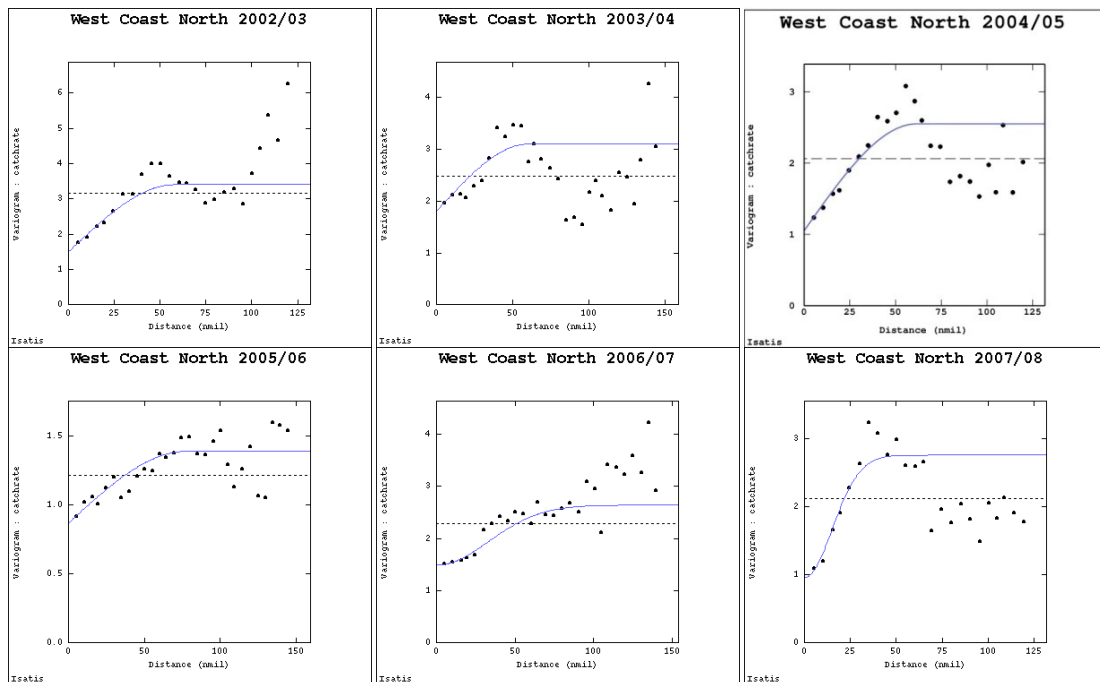 West Coast North 2002/03
Variogram : catchrate
6
5
4
3
2
1
0
0 25 50 75 100 125
Distance (nmil)
Isatis
West Coast North 2003/04
Variogram : catchrate
4
3
2
1
0
0 50 100 150
Distance (nmil)
Isatis
West Coast North 2004/05
Variogram : catchrate
3
2
1
0
0 25 50 75 100 125
Distance (nmil)
Isatis
West Coast North 2005/06
Variogram : catchrate
1.5
1.0
0.5
0.0
0 50 100 150
Distance (nmil)
Isatis
West Coast North 2006/07
Variogram : catchrate
4
3
2
1
0
0 50 100 150
Distance (nmil)
Isatis
West Coast North 2007/08
Variogram : catchrate
3
2
1
0
0 25 50 75 100 125
Distance (nmil)
Isatis